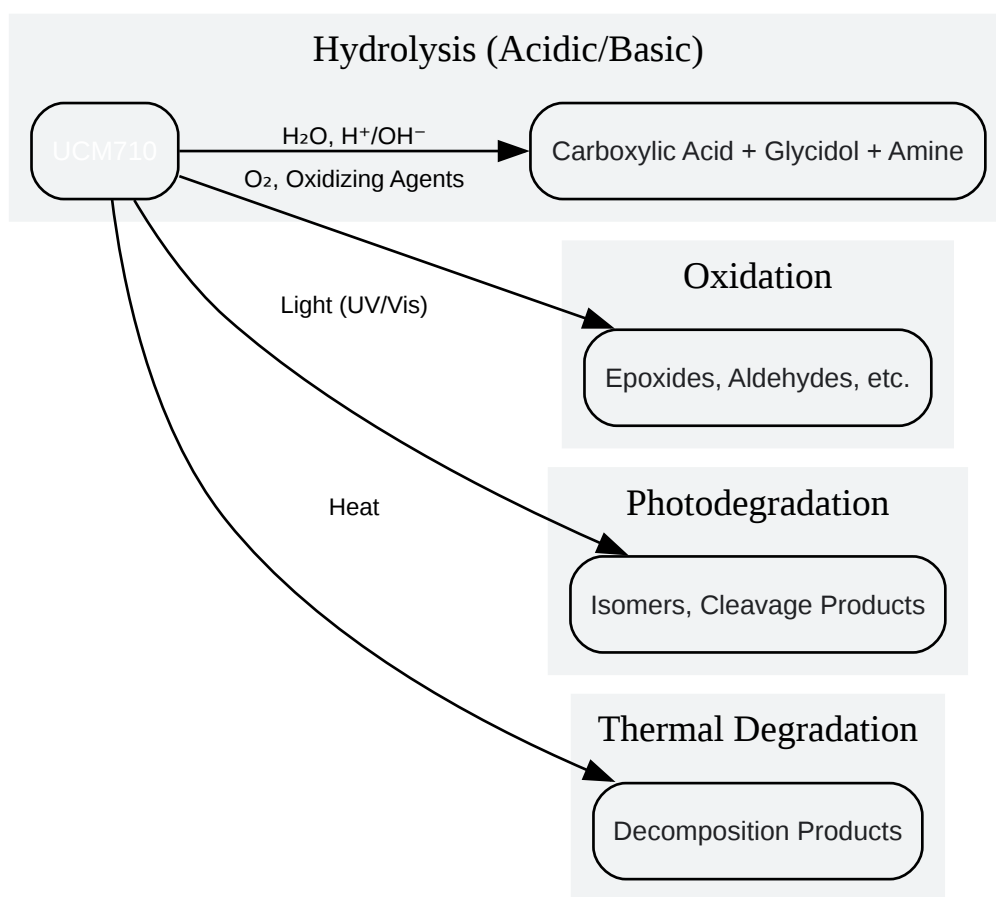 Hydrolysis (Acidic/Basic)
UCM710
H₂O, H⁺/OH⁻
Carboxylic Acid + Glycidol + Amine
O₂, Oxidizing Agents
Oxidation
Light (UV/Vis)
Epoxides, Aldehydes, etc.
Photodegradation
Heat
Isomers, Cleavage Products
Thermal Degradation
Decomposition Products